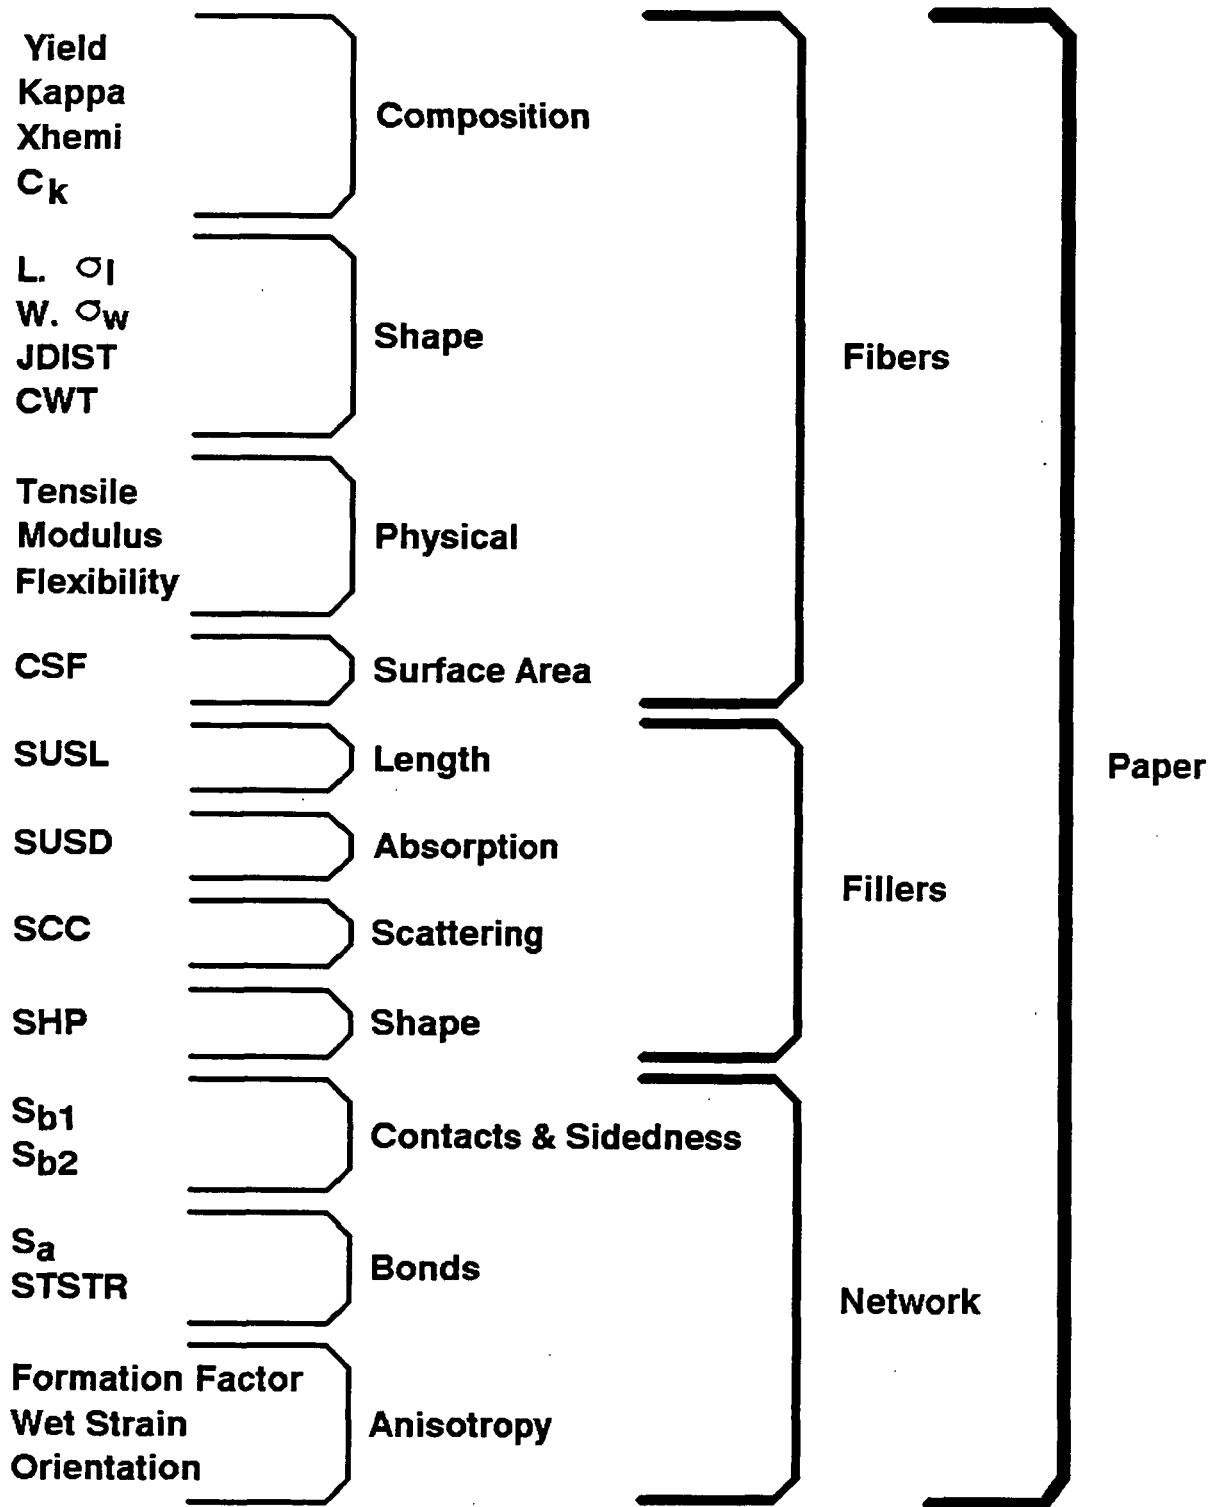 Yield
Kappa
Xhemi
Ck
Composition
L. σl
W. σw
JDIST
CWT
Shape
Tensile
Modulus
Flexibility
Physical
CSF
Surface Area
Fibers
SUSL
Length
SUSD
Absorption
SCC
Scattering
SHP
Shape
Fillers
Sb1
Sb2
Contacts & Sidedness
Sa
STSTR
Bonds
Formation Factor
Wet Strain
Orientation
Anisotropy
Network
Paper